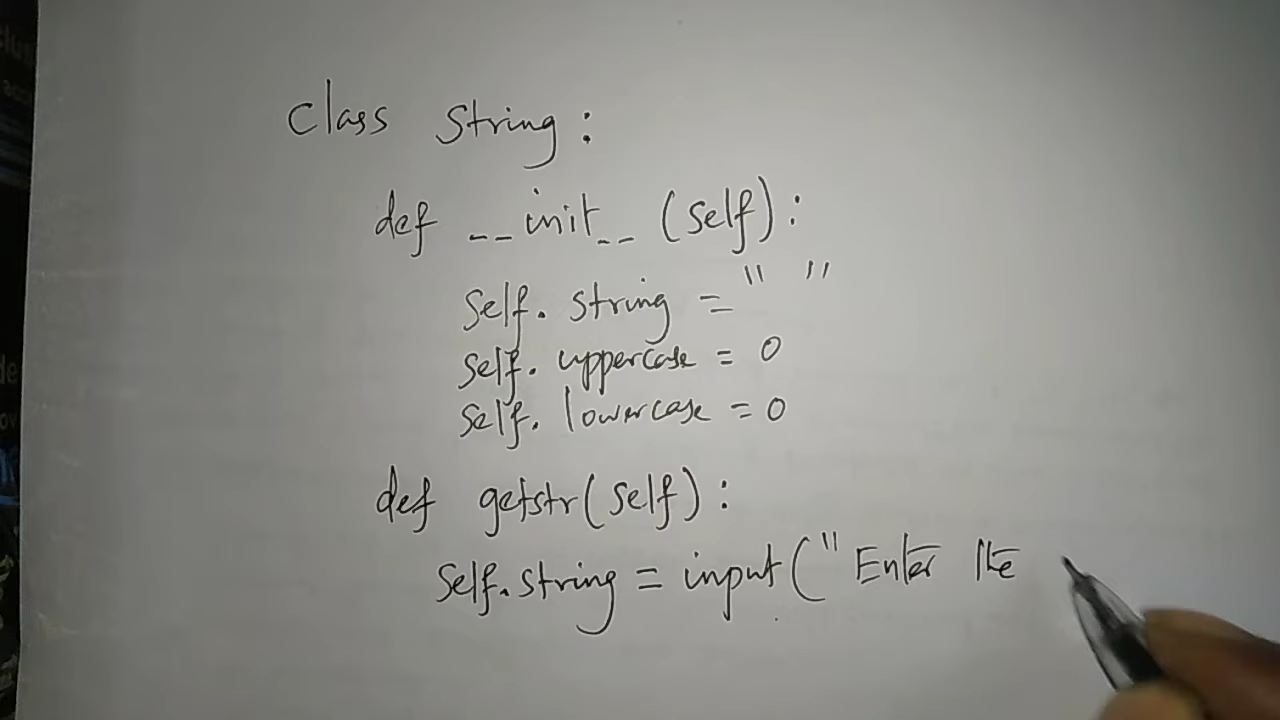 class String:
def __init__ (self):
self. string = " "
self. uppercase = 0
self. lowercase = 0
def getstr(self):
self.string = input(" Enter the